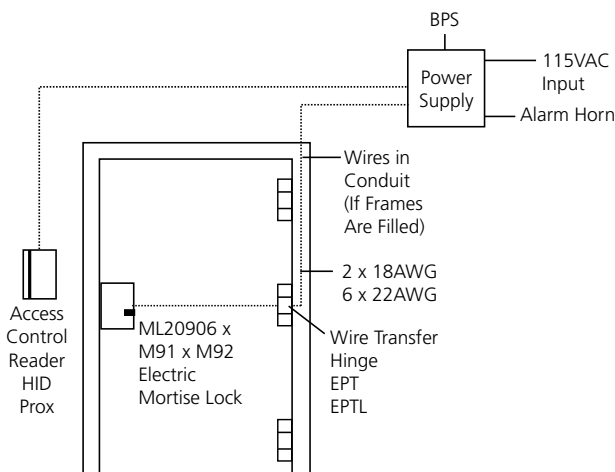 BPS
Power
Supply
115VAC
Input
Alarm Horn
Wires in
Conduit
(If Frames
Are Filled)
2 x 18AWG
6 x 22AWG
Access
Control
Reader
HID
Prox
ML20906 x
M91 x M92
Electric
Mortise Lock
Wire Transfer
Hinge
EPT
EPTL